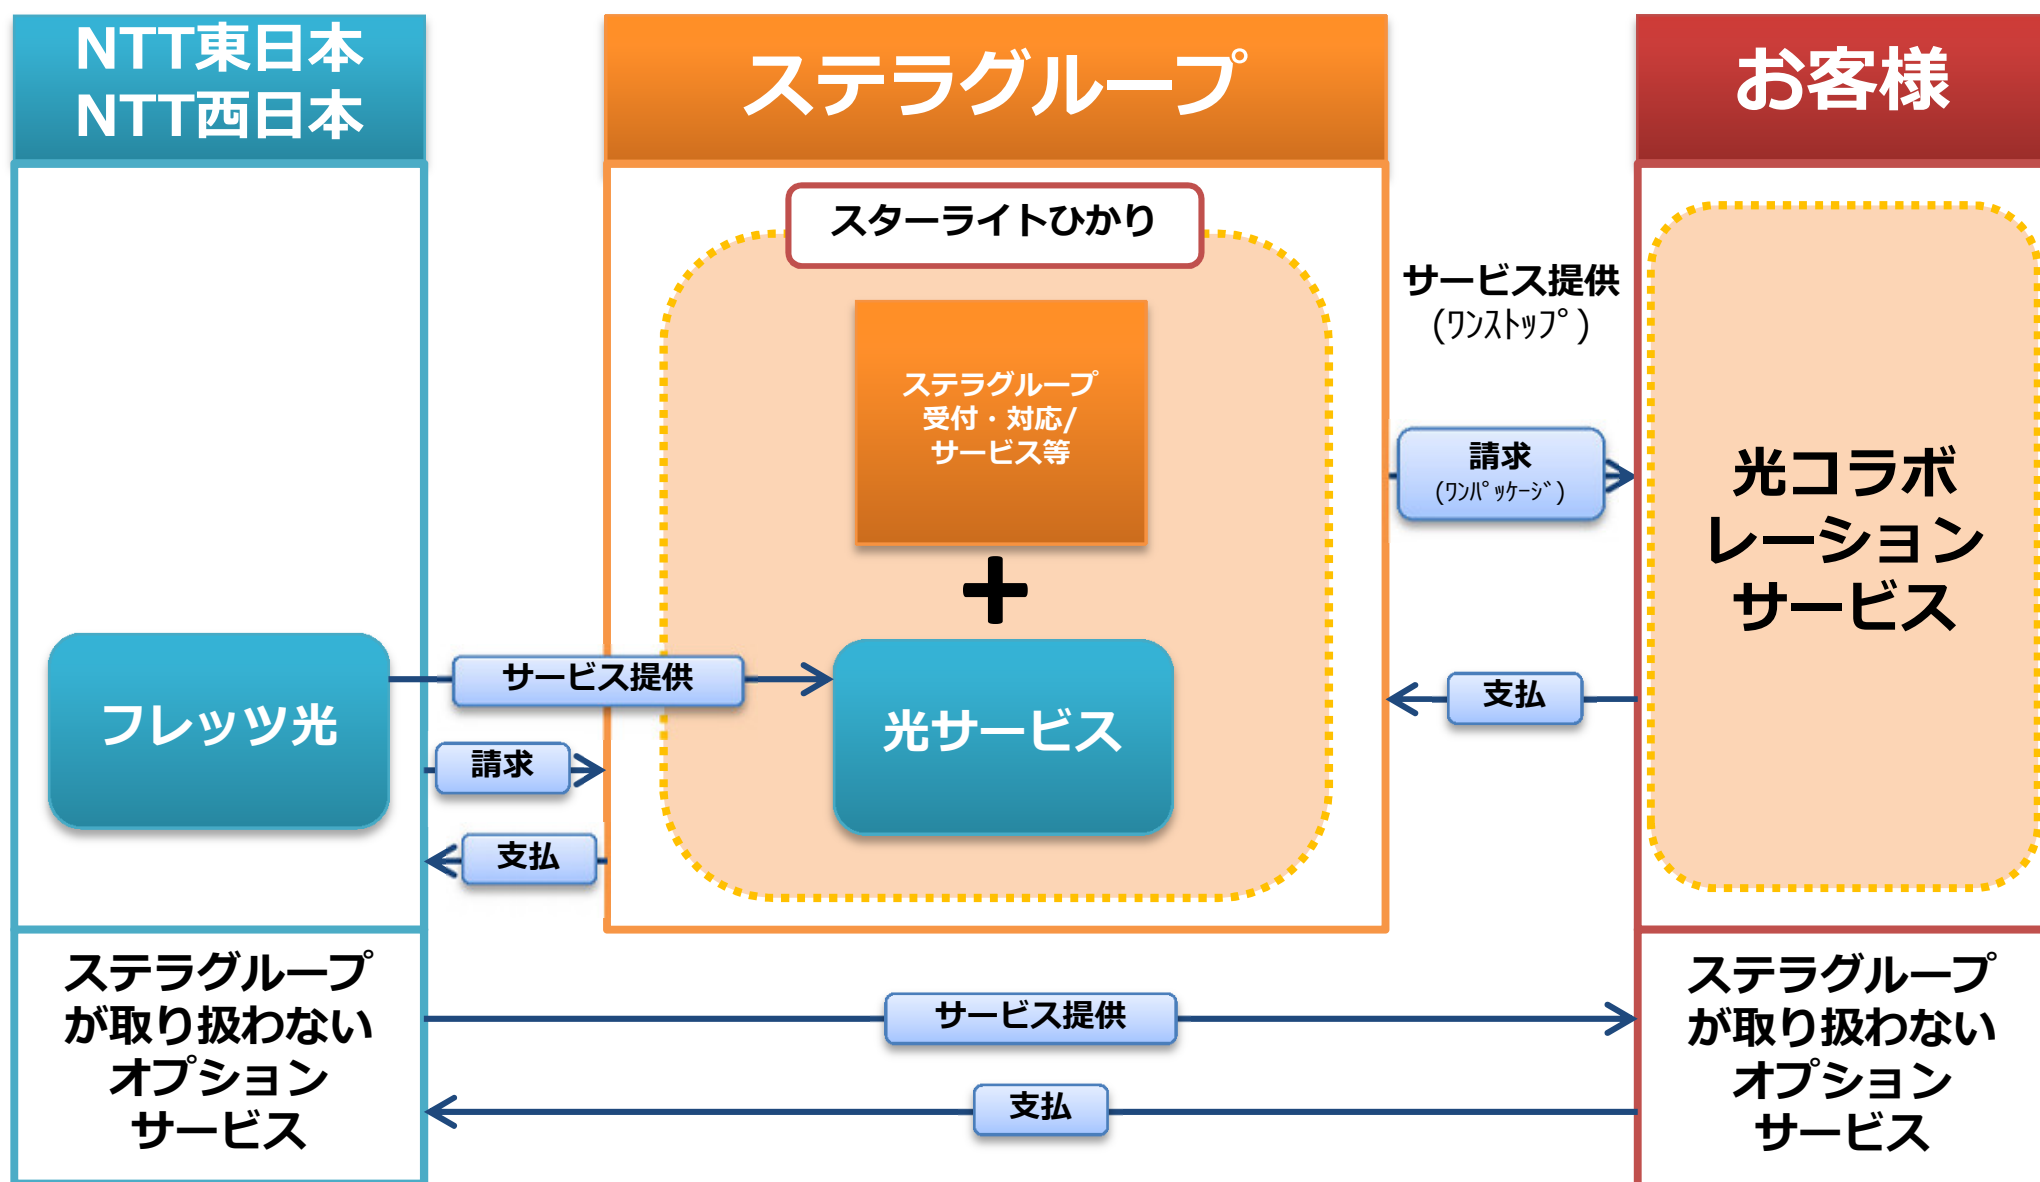 NTT東日本
NTT西日本
ステラグループ
お客様
スターライトひかり
ステラグループ
受付・対応/
サービス等
+
サービス提供
(ﾜﾝｽﾄｯﾌﾟ)
請求
(ﾜﾝﾊﾟｯｹｰｼﾞ)
光コラボ
レーション
サービス
フレッツ光
サービス提供
光サービス
支払
請求
支払
ステラグループ
が取り扱わない
オプション
サービス
サービス提供
支払
ステラグループ
が取り扱わない
オプション
サービス